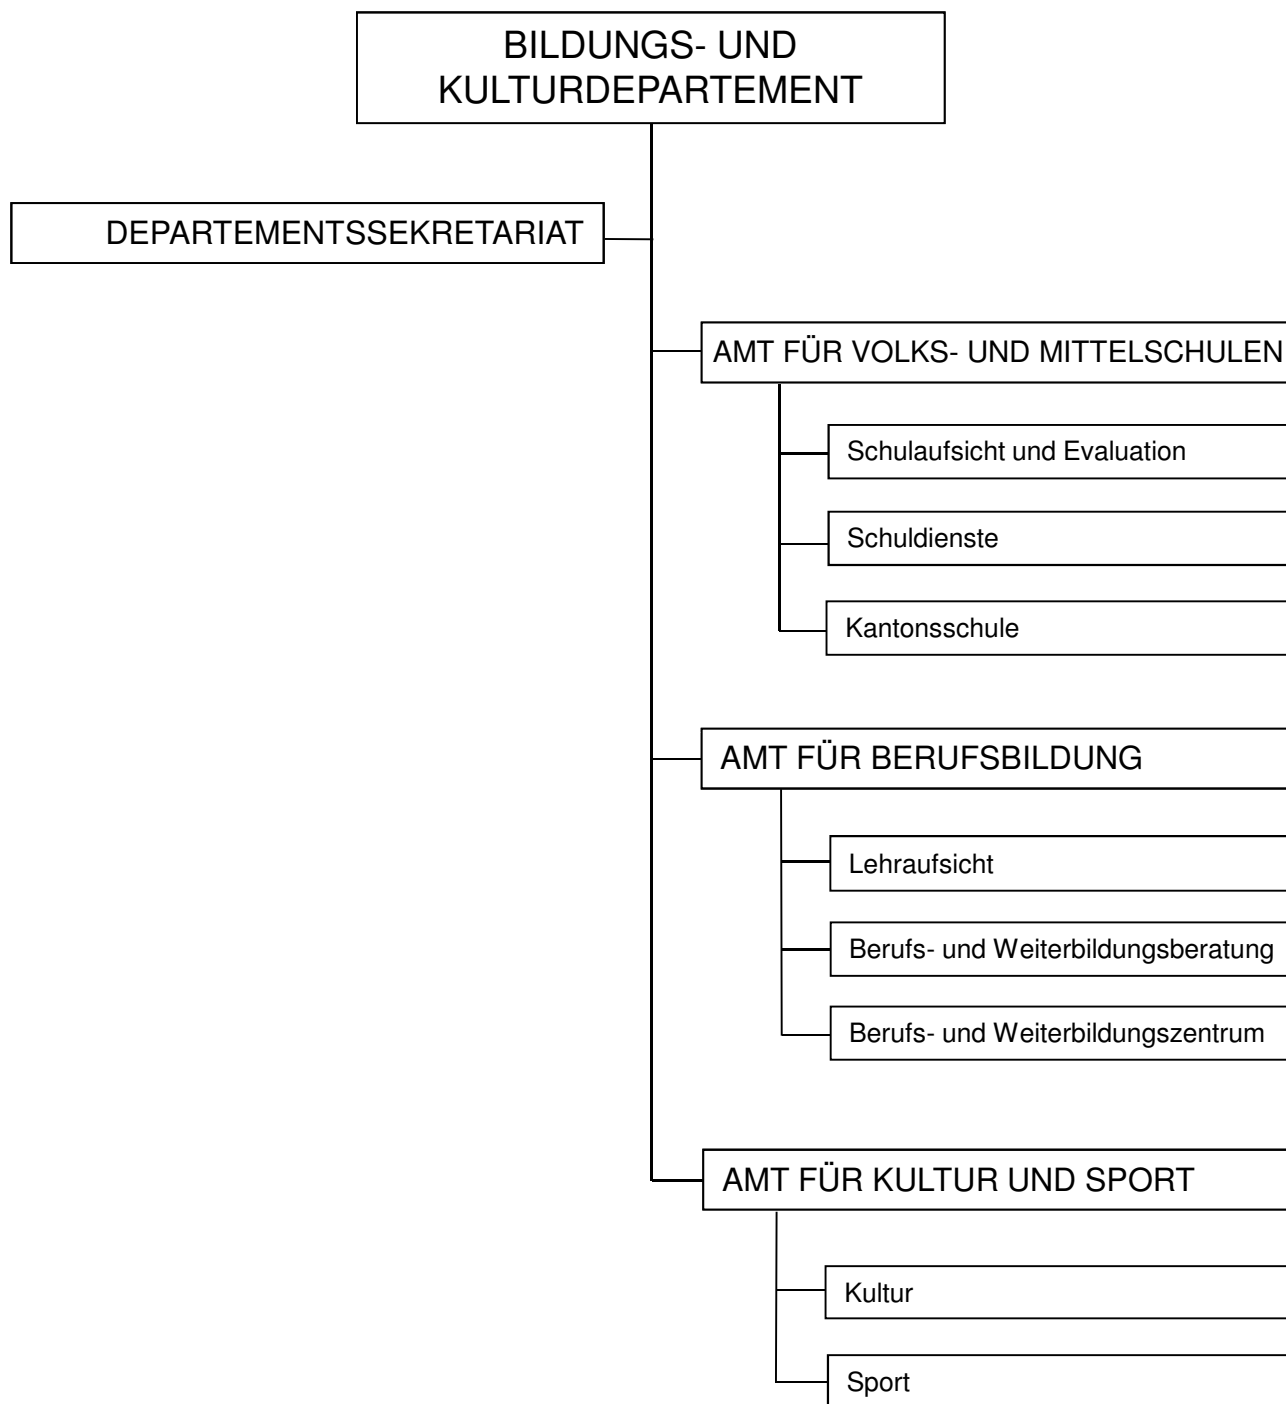 BILDUNGS- UND
KULTURDEPARTEMENT
DEPARTEMENTSSEKRETARIAT
AMT FÜR VOLKS- UND MITTELSCHULEN
Schulaufsicht und Evaluation
Schuldienste
Kantonsschule
AMT FÜR BERUFSBILDUNG
Lehraufsicht
Berufs- und Weiterbildungsberatung
Berufs- und Weiterbildungszentrum
AMT FÜR KULTUR UND SPORT
Kultur
Sport